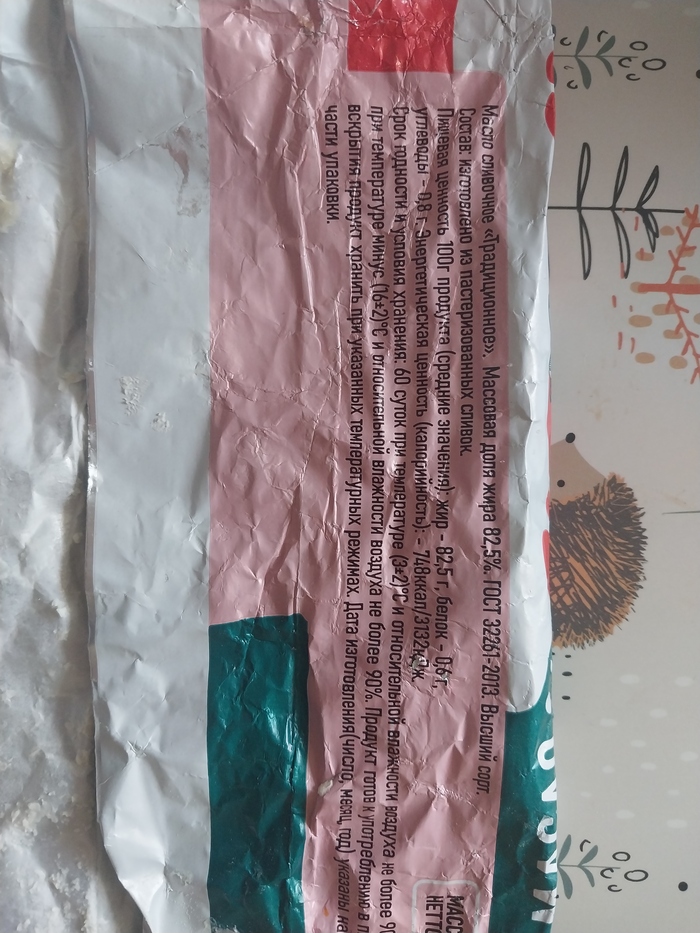 Масло сливочное «Традиционное». Массовая доля жира 82,5%. ГОСТ 32261-2013. Высший сорт.
Состав: изготовлено из пастеризованных сливок.
Пищевая ценность 100г продукта (средние значения): жир - 82,5 г, белок - 0,6 г,
углеводы - 0,8 г. Энергетическая ценность (калорийность): - 748ккал/3132кДж.
Срок годности и условия хранения: 60 суток при температуре (3±2)°С и относительной влажности воздуха не более 90
при температуре минус (16±2)°С и относительной влажности воздуха не более 90%. Продукт готов к употреблению: в п
вскрытия продукт хранить при указанных температурных режимах. Дата изготовления(число, месяц, год) указаны на
части упаковки.
МАСС
НЕТТО
МАСЛО